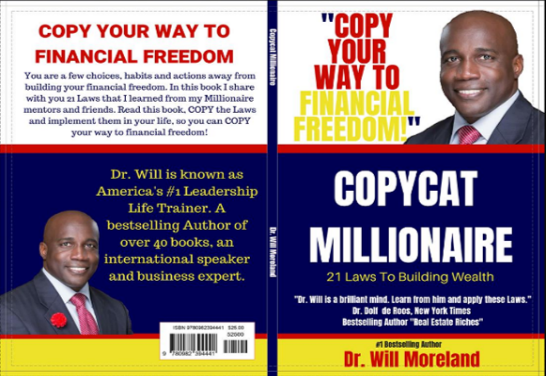 COPY YOUR WAY TO
FINANCIAL FREEDOM
You are a few choices, habits and actions away from
building your financial freedom. In this book I share
with you 21 Laws that I learned from my Millionaire
mentors and friends. Read this book, COPY the Laws
and implement them in your life, so you can COPY
your way to financial freedom!
Dr. Will is known as
America's #1 Leadership
Life Trainer. A
bestselling Author of
over 40 books, an
international speaker
and business expert.
ISBN 9780982394441 $26.00
52600
9 780982 394441
Copycat Millionaire
Dr. Will Moreland
"COPY
YOUR
WAY TO
FINANCIAL
FREEDOM!"
COPYCAT
MILLIONAIRE
21 Laws To Building Wealth
"Dr. Will is a brilliant mind. Learn from him and apply these Laws."
Dr. Dolf de Roos, New York Times
Bestselling Author "Real Estate Riches"
#1 Bestselling Author
Dr. Will Moreland